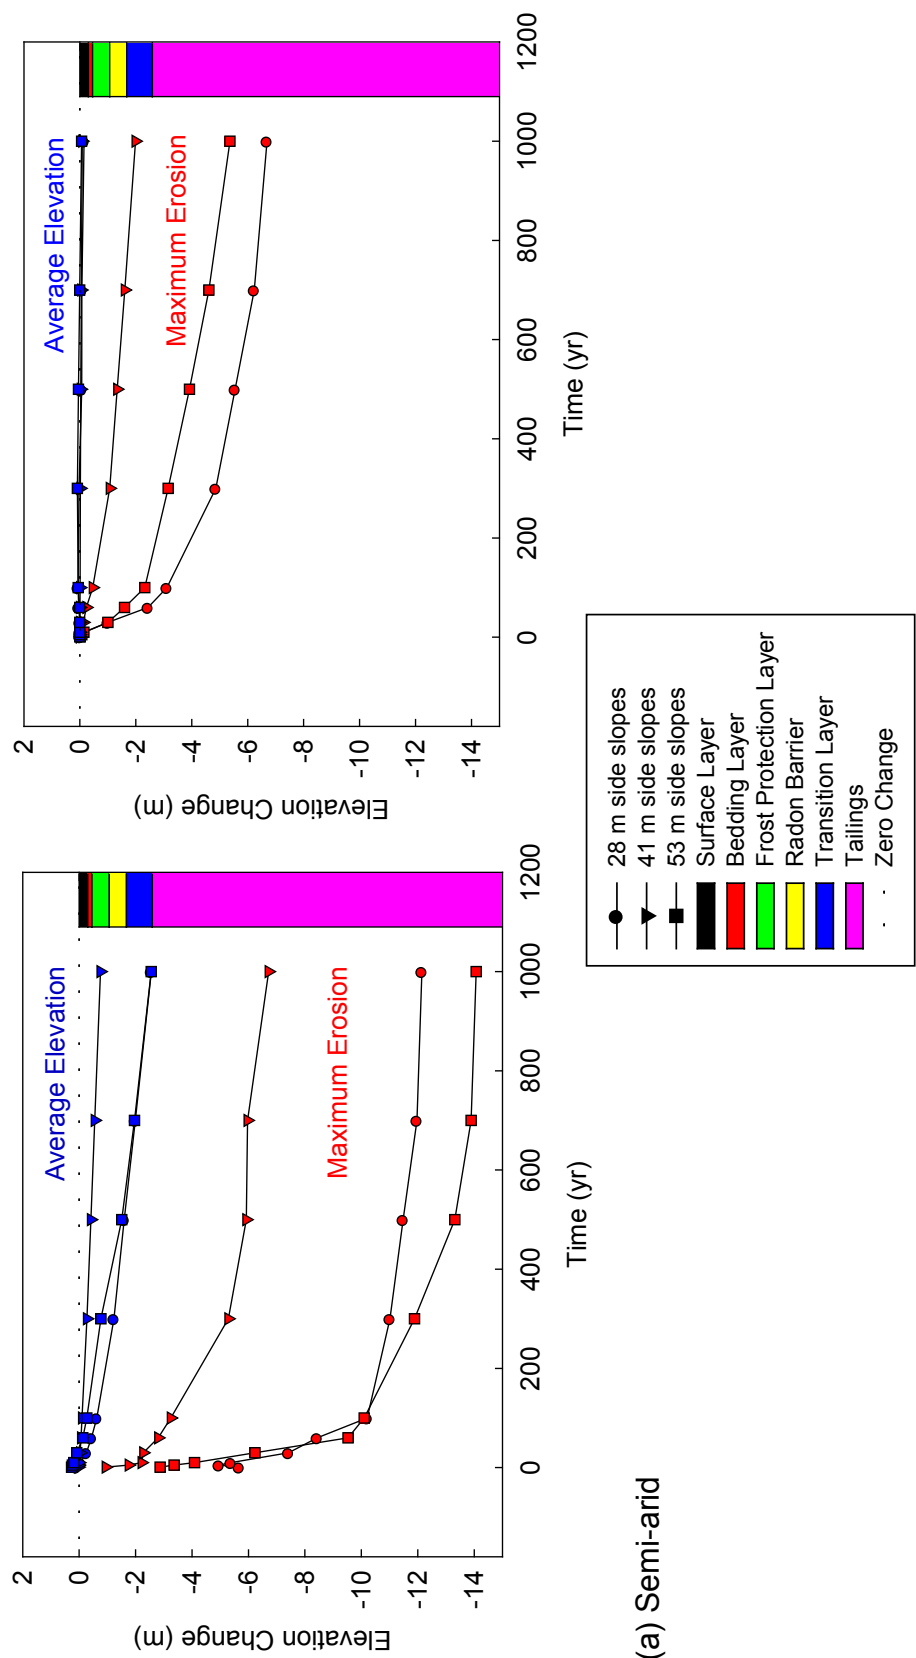 2
0
-2
-4
-6
-8
-10
-12
-14
Elevation Change (m)
0
200
400
600
800
1000
1200
Time (yr)
Average Elevation
Maximum Erosion
2
0
-2
-4
-6
-8
-10
-12
-14
Elevation Change (m)
0
200
400
600
800
1000
1200
Time (yr)
Average Elevation
Maximum Erosion
(a) Semi-arid
28 m side slopes
41 m side slopes
53 m side slopes
Surface Layer
Bedding Layer
Frost Protection Layer
Radon Barrier
Transition Layer
Tailings
Zero Change